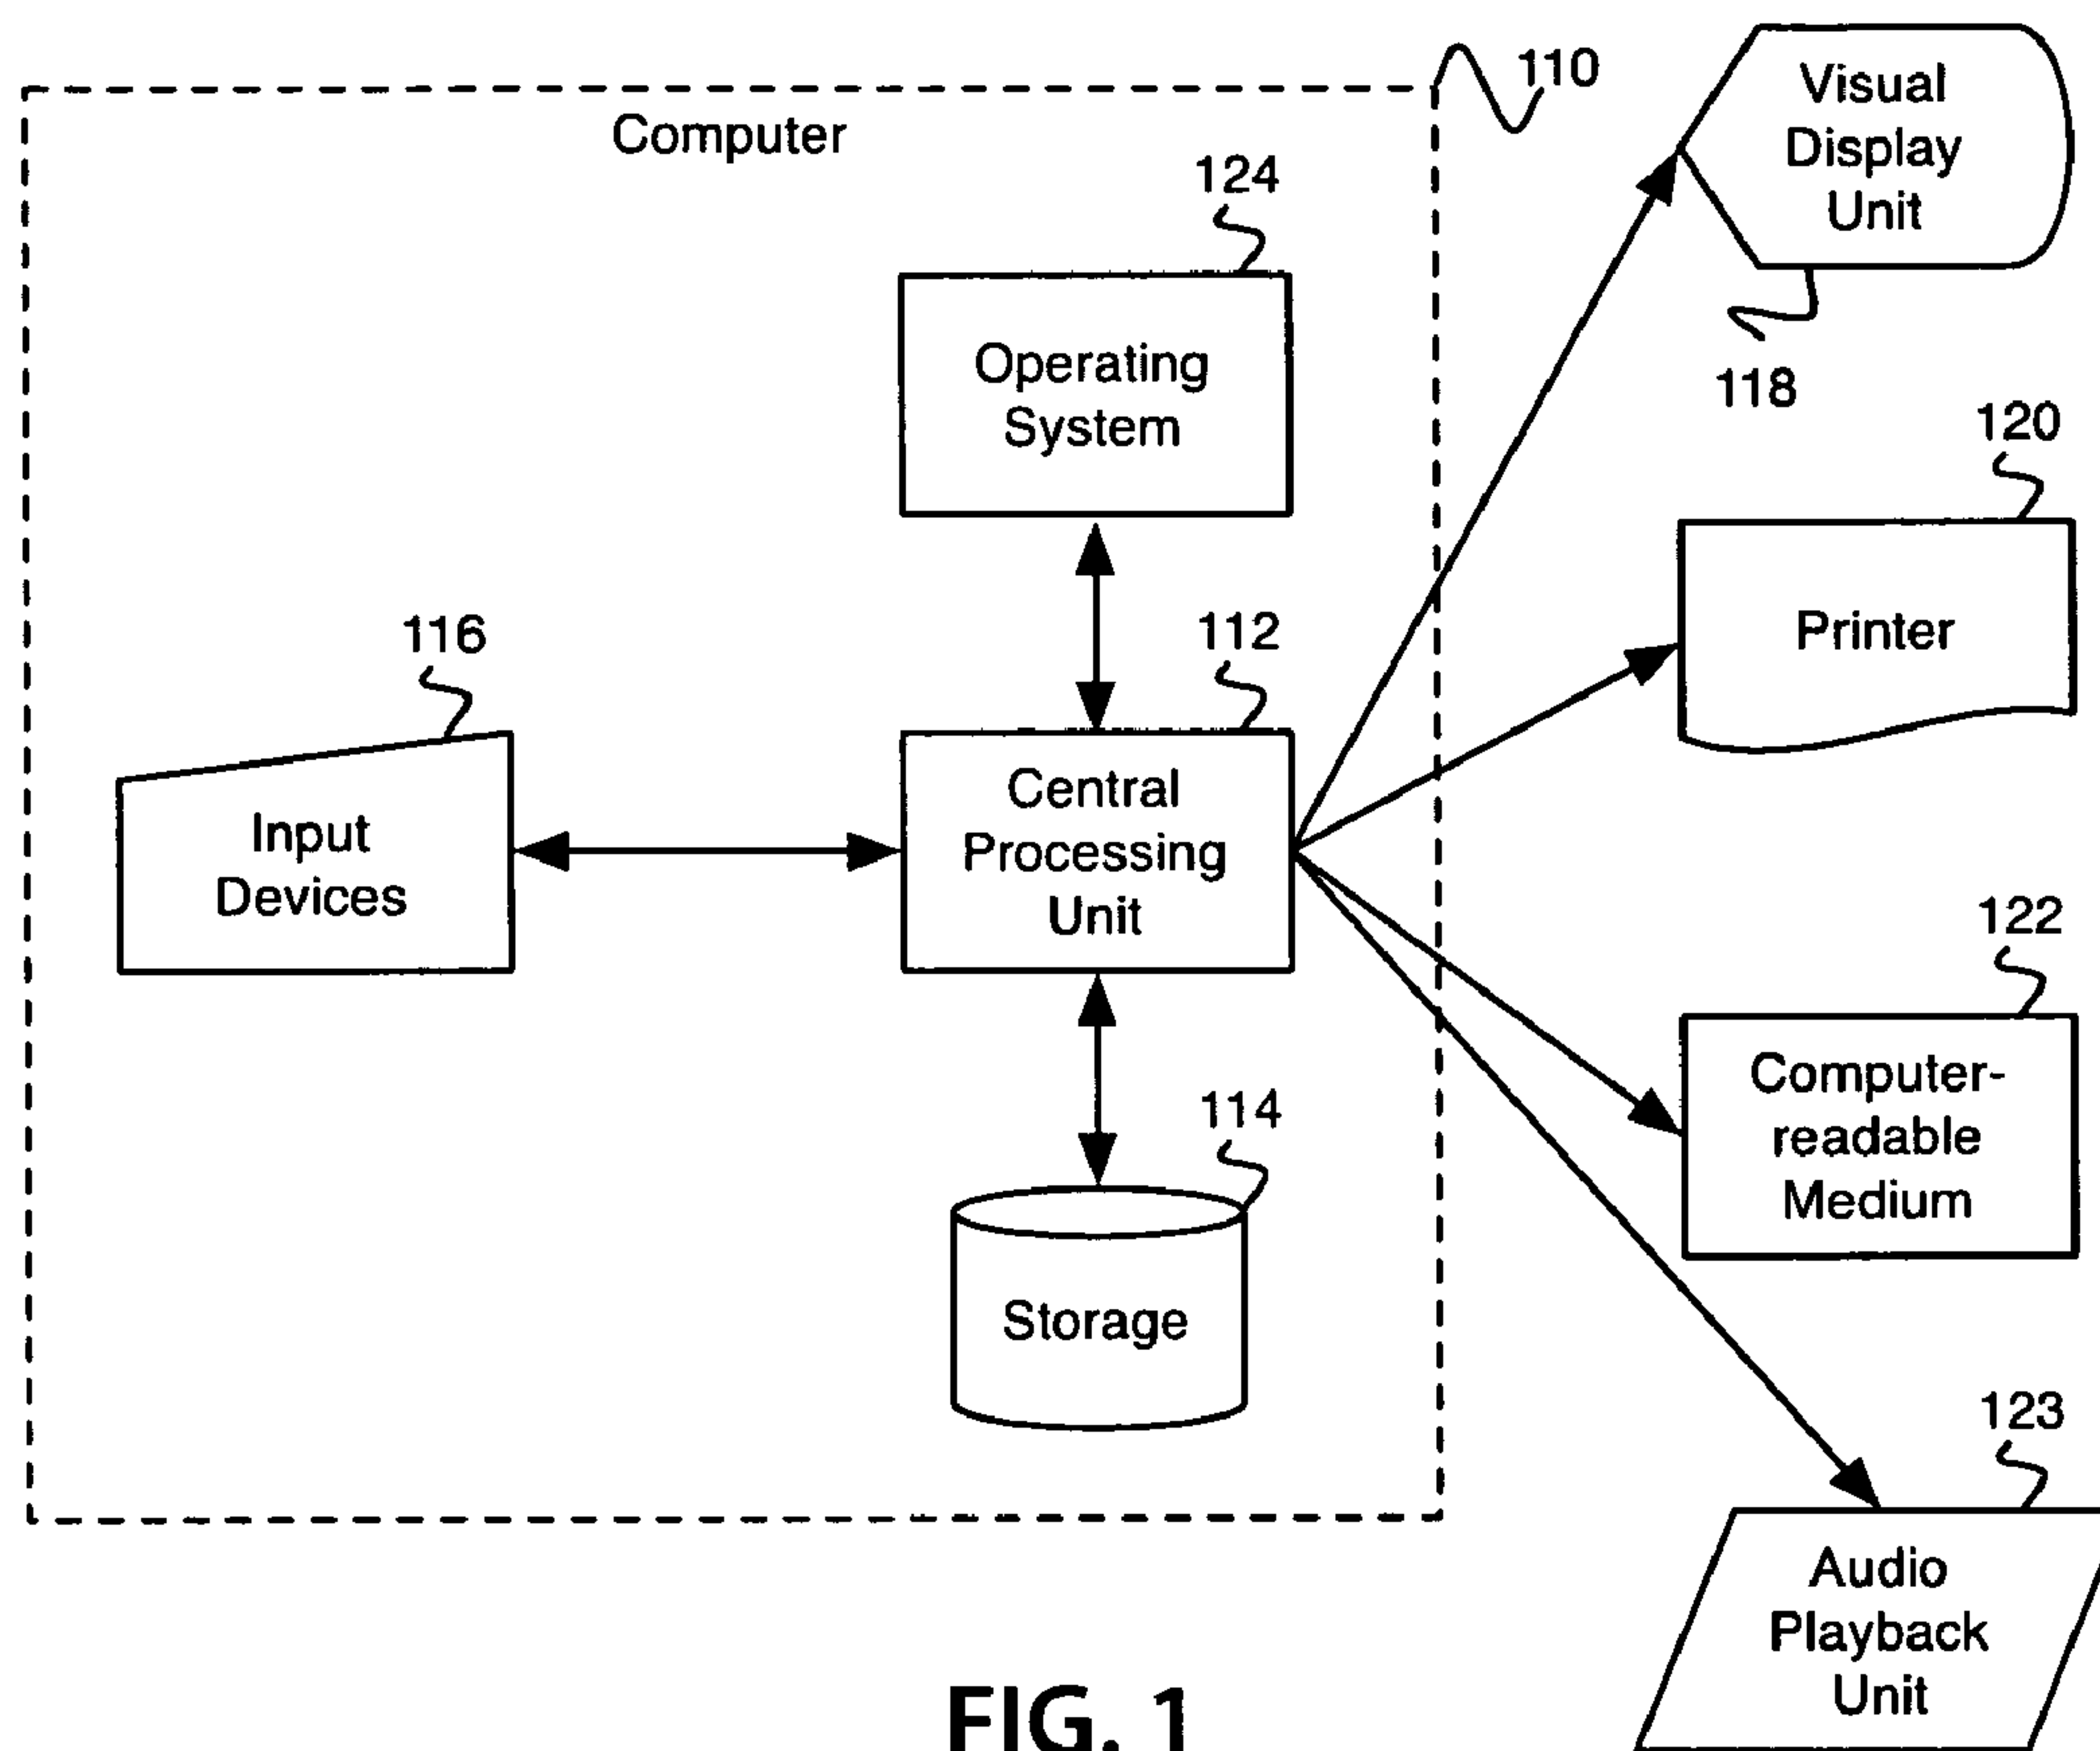 110
Computer
Visual
Display
Unit
118
124
Operating
System
120
Printer
116
Input
Devices
112
Central
Processing
Unit
122
Computer-
readable
Medium
114
Storage
123
Audio
Playback
Unit
FIG. 1